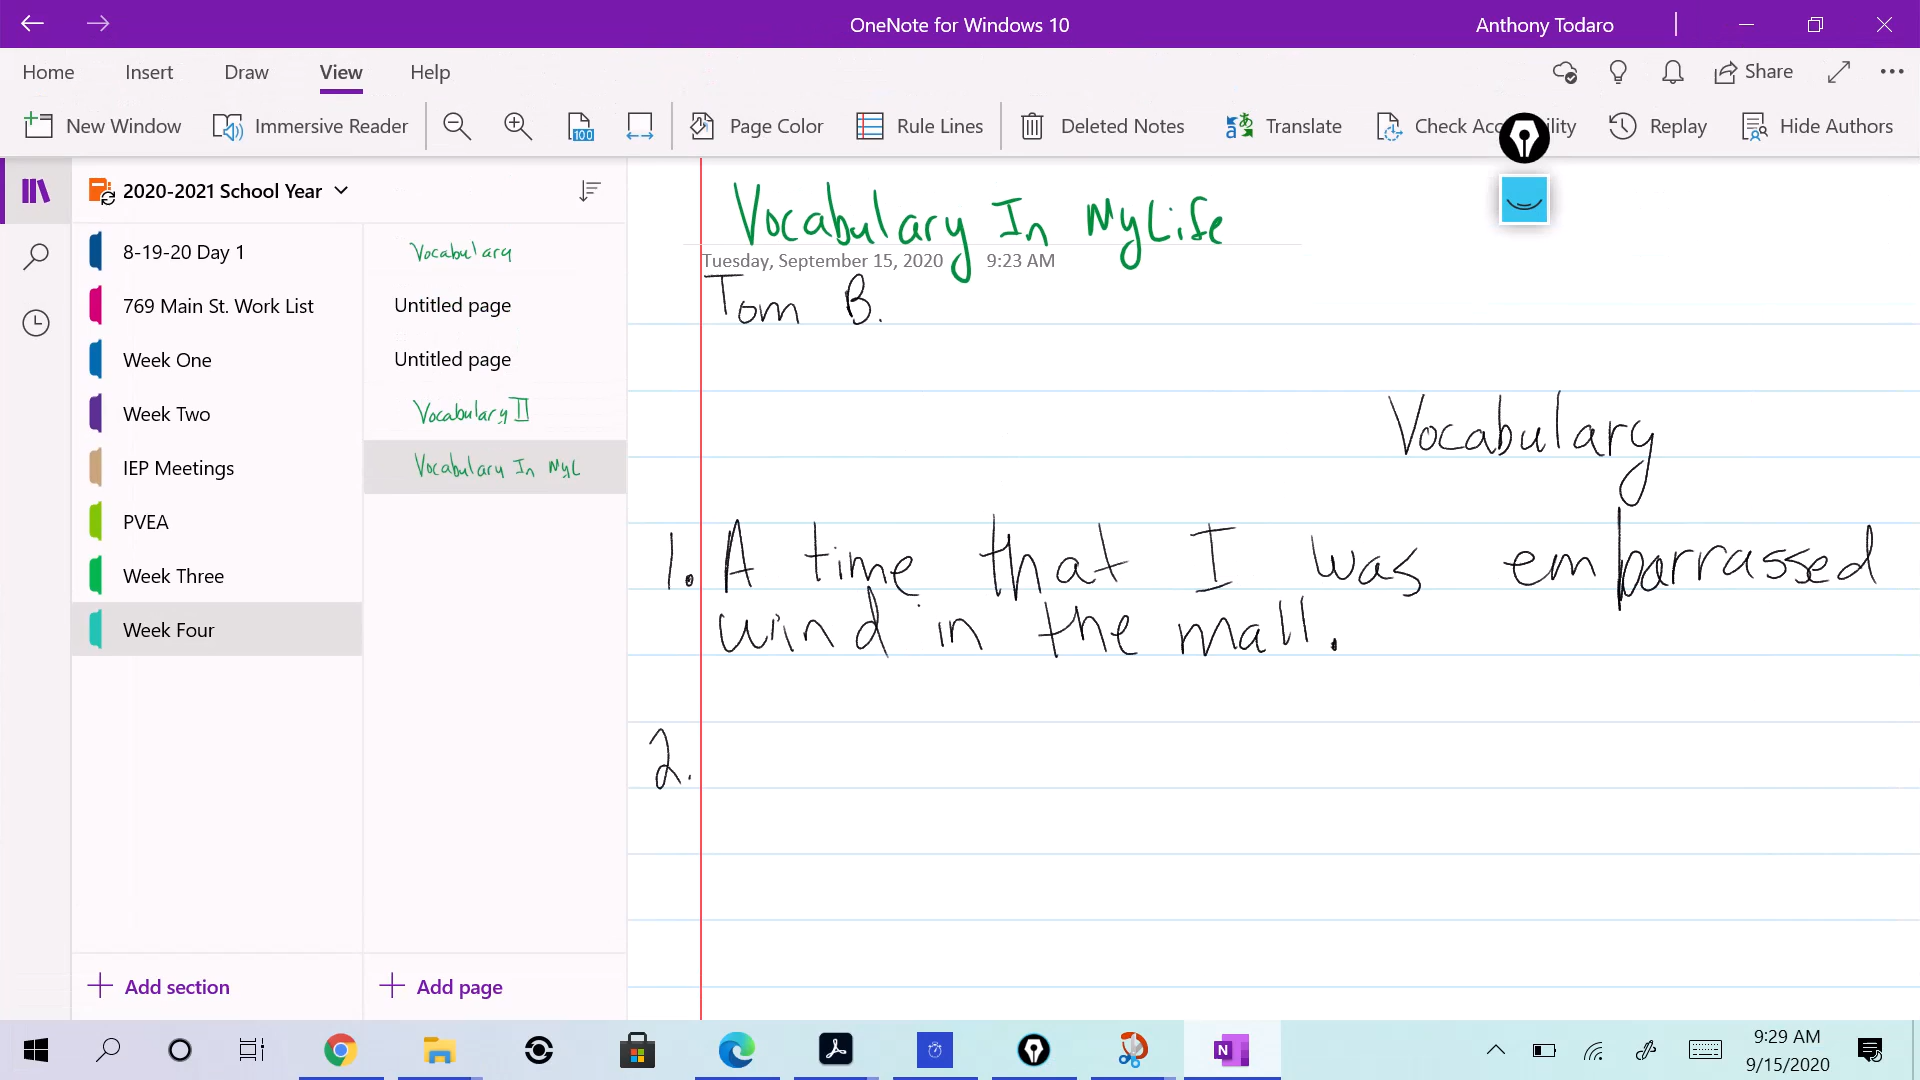 OneNote for Windows 10
Anthony Todaro
Home Insert Draw View Help
Share
New Window Immersive Reader Page Color Rule Lines Deleted Notes Translate Check Acc ility Replay Hide Authors
2020-2021 School Year
8-19-20 Day 1
769 Main St. Work List
Week One
Week Two
IEP Meetings
PVEA
Week Three
Week Four
Add section
Vocabulary
Untitled page
Untitled page
Vocabulary II
Vocabulary In MyL
Add page
Vocabulary In MyLife
Tuesday, September 15, 2020 9:23 AM
Tom B.
Vocabulary
1. A time that I was embarrassed
wind in the mall.
2.
9:29 AM
9/15/2020